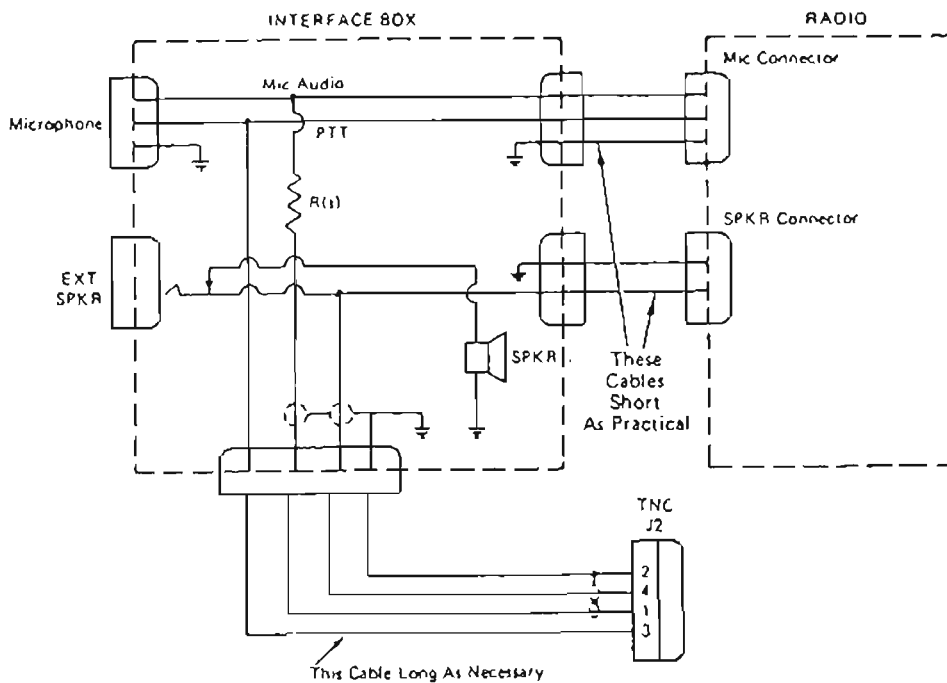 INTERFACE BOX
RADIO
Mic Connector
Mic Audio
Microphone
PTT
R(s)
SPKR Connector
EXT
SPKR
SPKR
These
Cables
Short
As Practical
TNC
J2
2
4
1
3
This Cable Long As Necessary